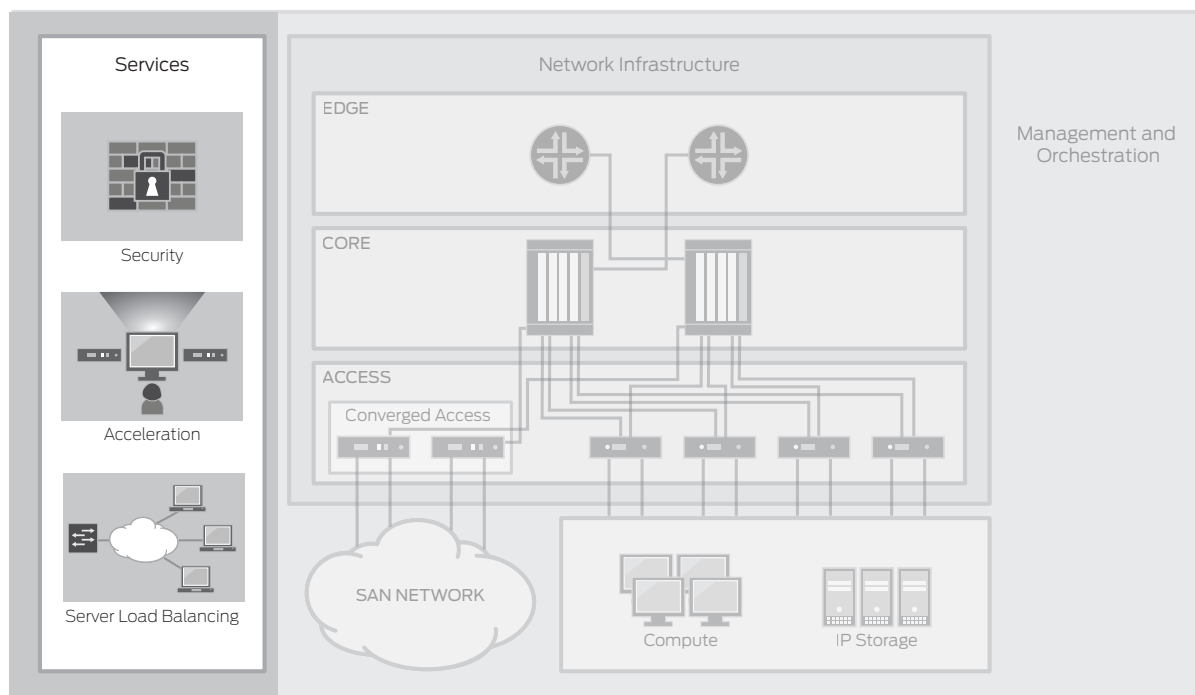 Services
Security
Acceleration
Server Load Balancing
Network Infrastructure
EDGE
CORE
ACCESS
Converged Access
SAN NETWORK
Compute
IP Storage
Management and
Orchestration